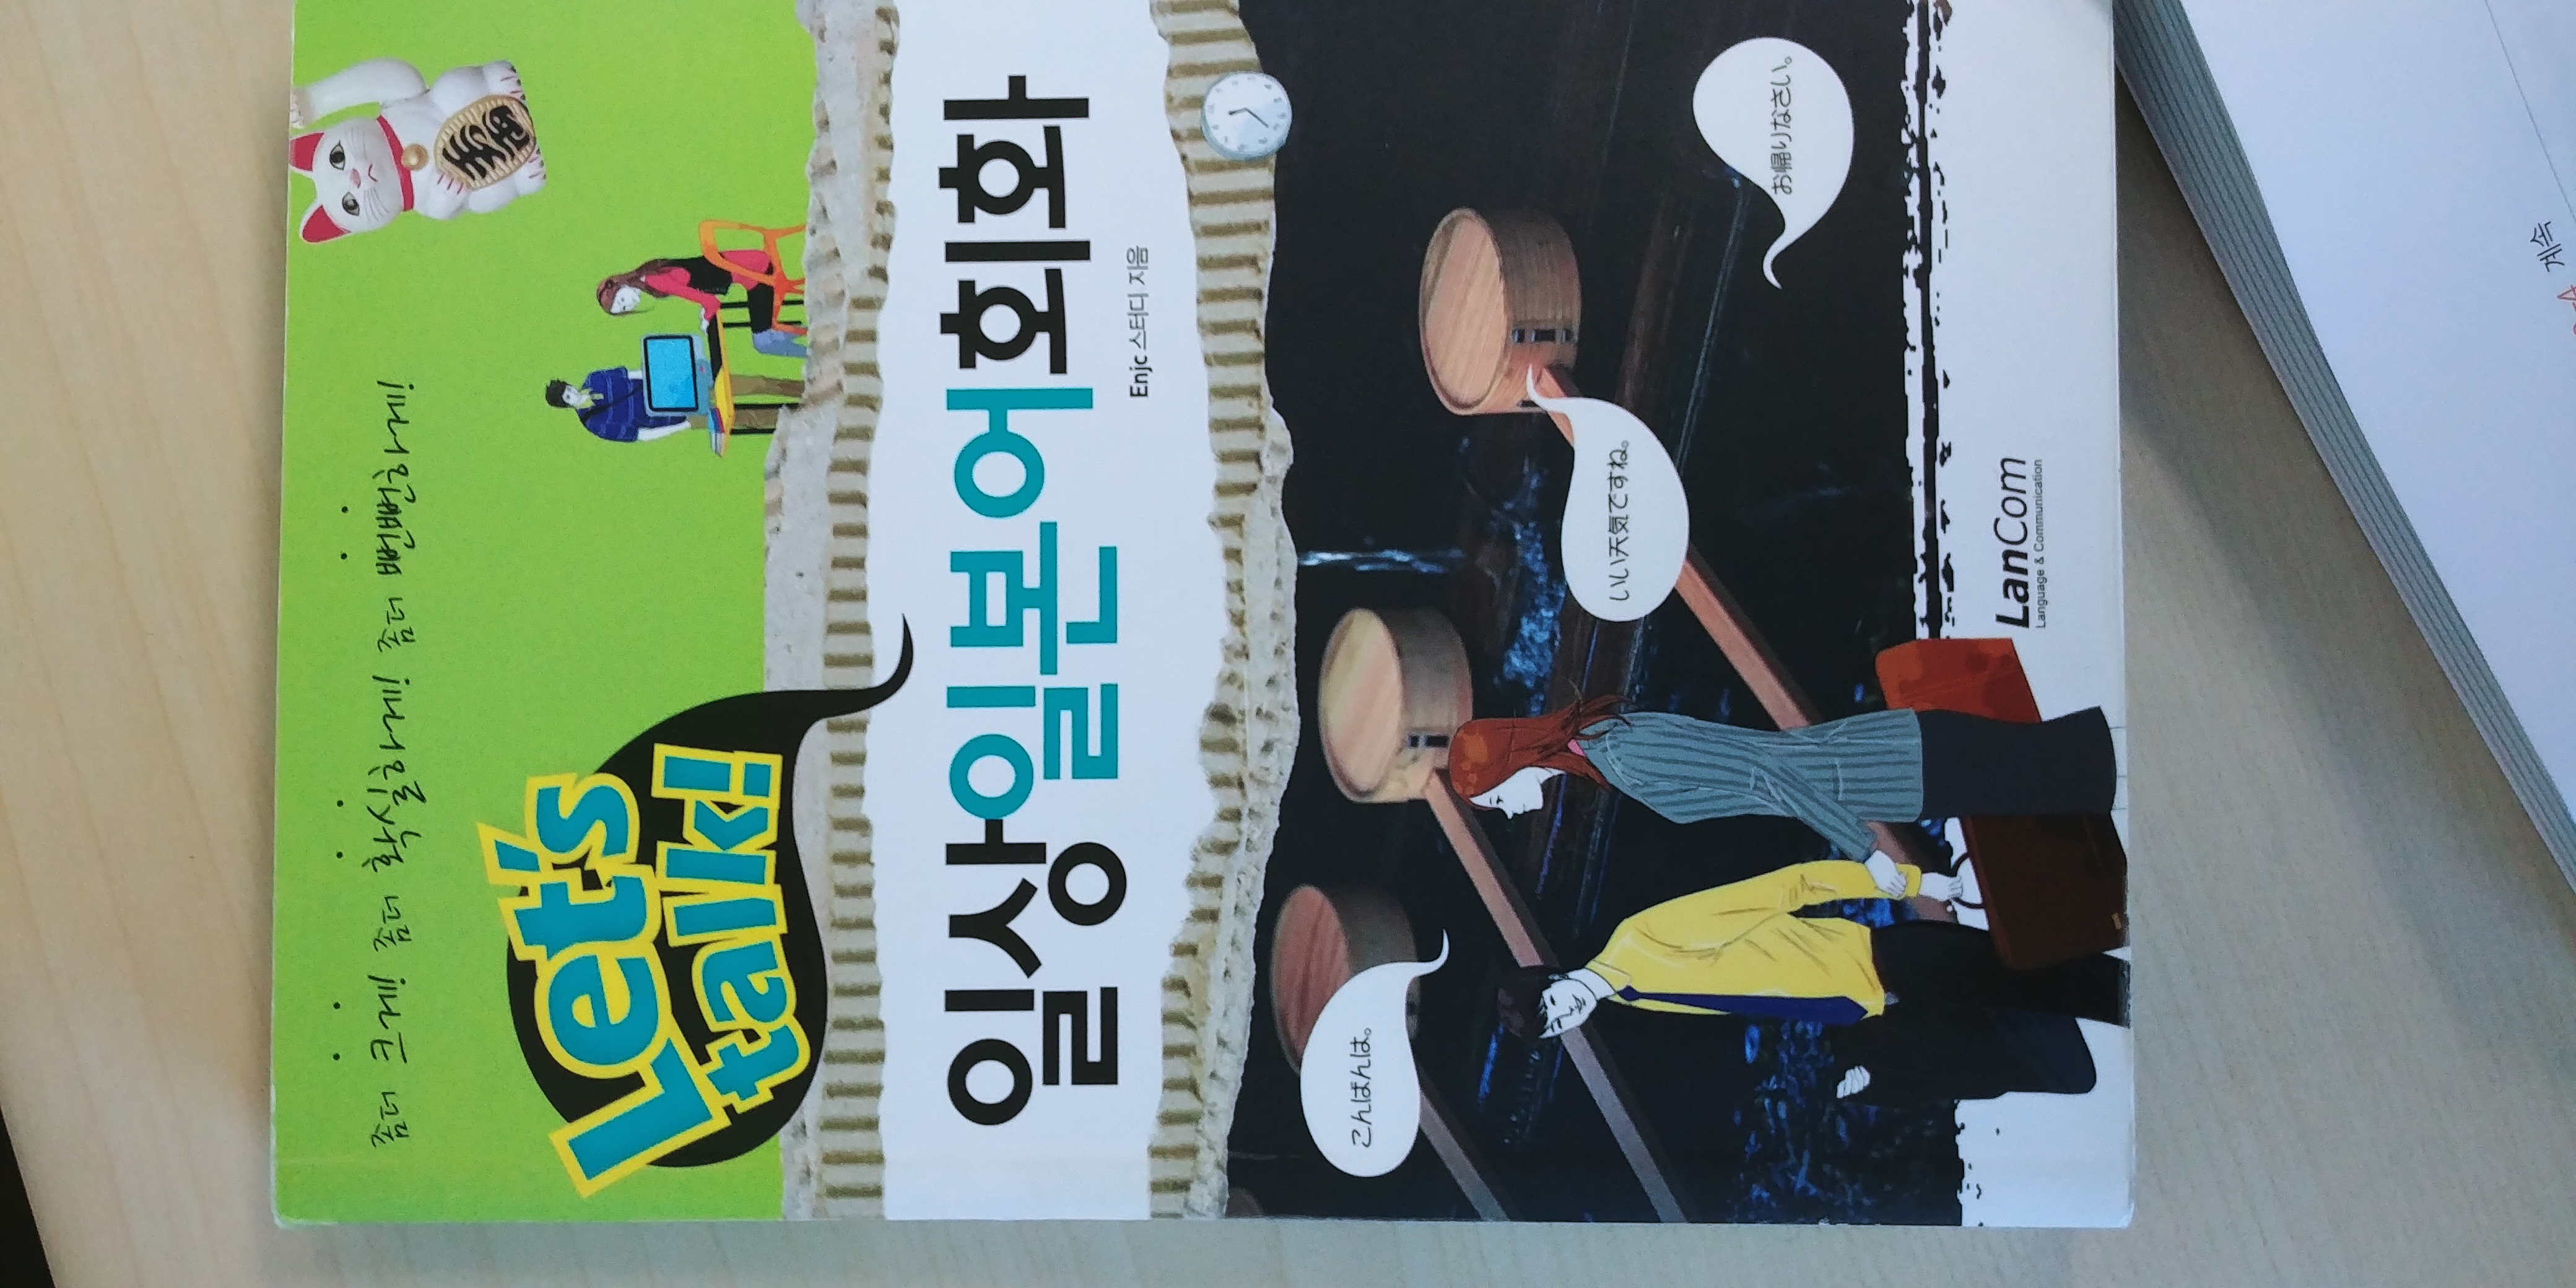 좀더 크게! 좀더 확실하게! 좀더 뻔뻔하게!
Let's
talk!
일상일본어회화
Enjc 스터디 지음
こんばんは。
いい天気ですね。
お帰りなさい。
LanCom
Language & Communication
계속